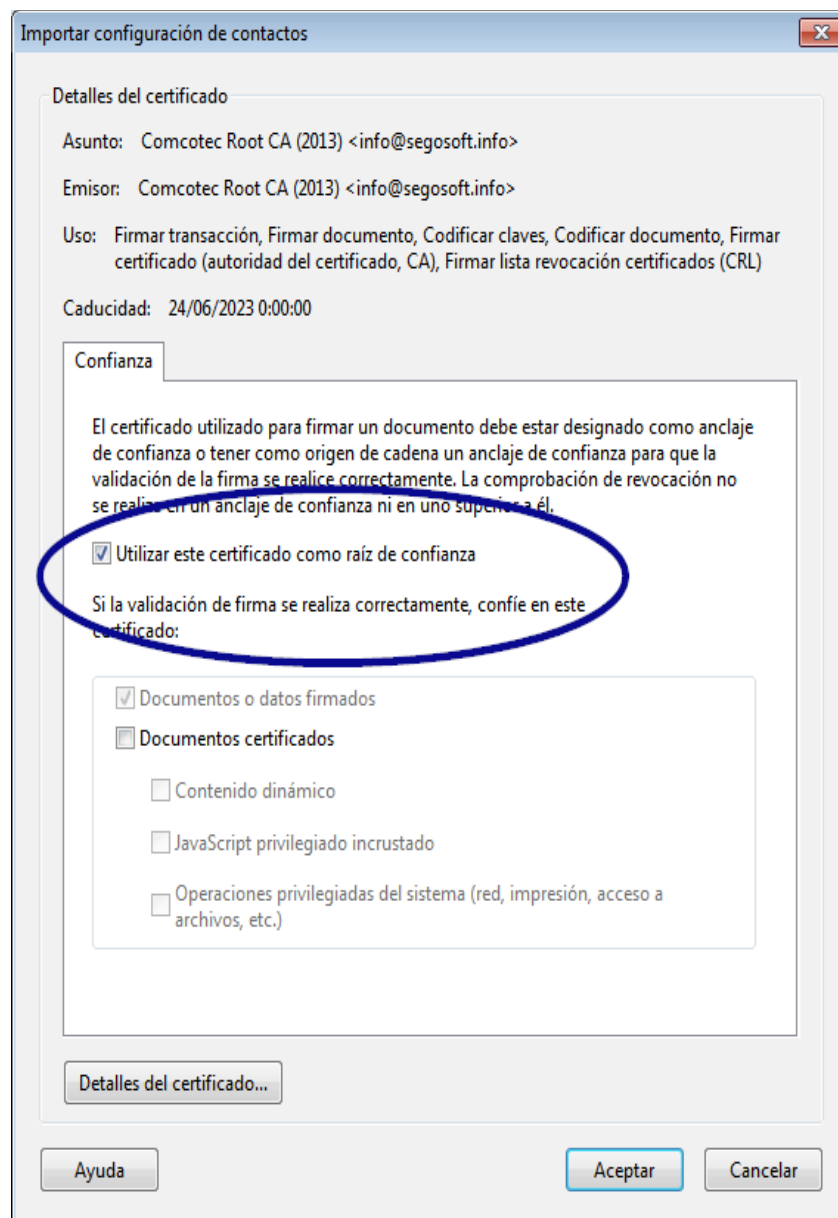 Importar configuración de contactos
Detalles del certificado
Asunto: Comcotec Root CA (2013) <info@segosoft.info>
Emisor: Comcotec Root CA (2013) <info@segosoft.info>
Uso: Firmar transacción, Firmar documento, Codificar claves, Codificar documento, Firmar
certificado (autoridad del certificado, CA), Firmar lista revocación certificados (CRL)
Caducidad: 24/06/2023 0:00:00
Confianza
El certificado utilizado para firmar un documento debe estar designado como anclaje
de confianza o tener como origen de cadena un anclaje de confianza para que la
validación de la firma se realice correctamente. La comprobación de revocación no
se realiza en un anclaje de confianza ni en uno superior a él.
Utilizar este certificado como raíz de confianza
Si la validación de firma se realiza correctamente, confíe en este
certificado:
Documentos o datos firmados
Documentos certificados
Contenido dinámico
JavaScript privilegiado incrustado
Operaciones privilegiadas del sistema (red, impresión, acceso a
archivos, etc.)
Detalles del certificado...
Ayuda
Aceptar
Cancelar